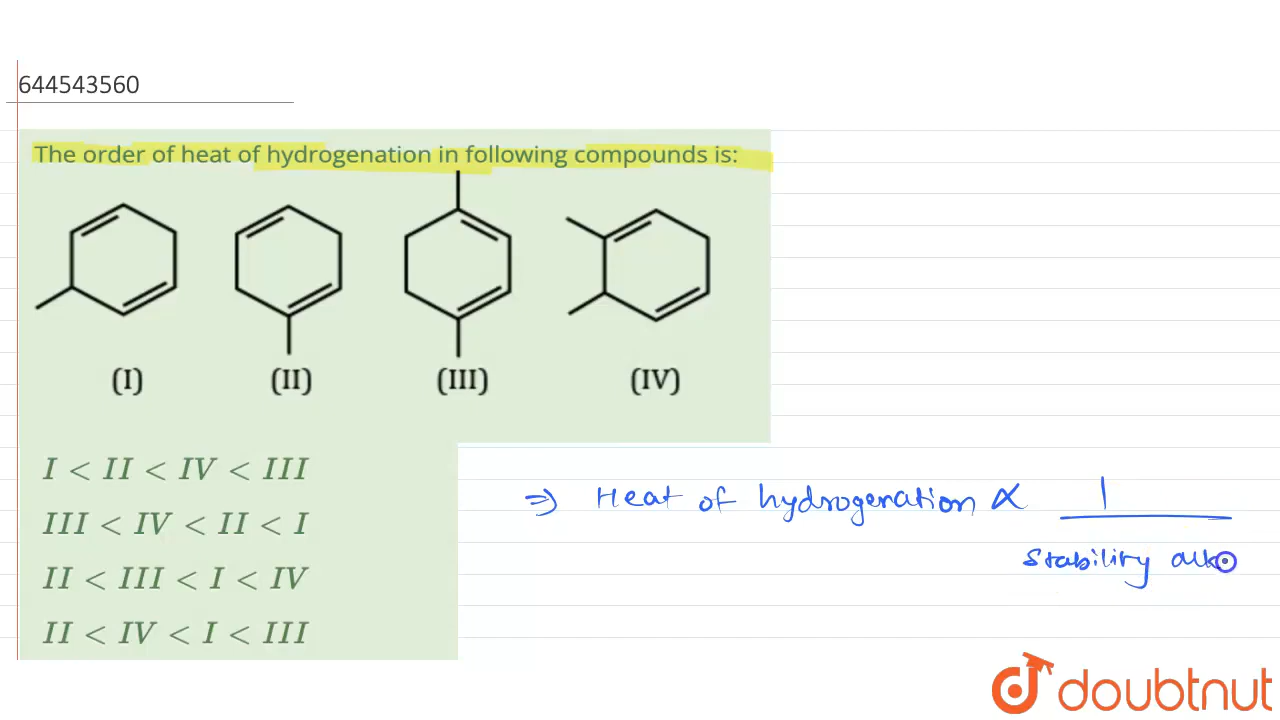 644543560
The order of heat of hydrogenation in following compounds is:
(I) (II) (III) (IV)
I < II < IV < III
III < IV < II < I
II < III < I < IV
II < IV < I < III
⇒ Heat of hydrogenation ∝ 1
Stability alk
doubtnut